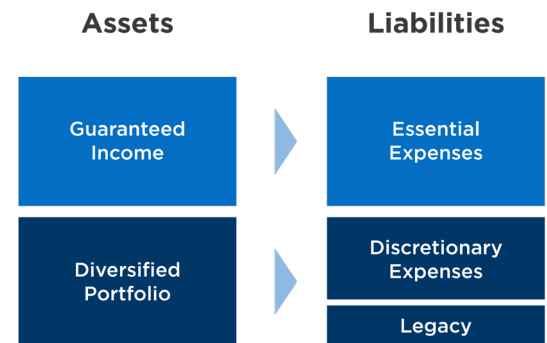 Assets
Liabilities
Guaranteed
Income
Essential
Expenses
Diversified
Portfolio
Discretionary
Expenses
Legacy